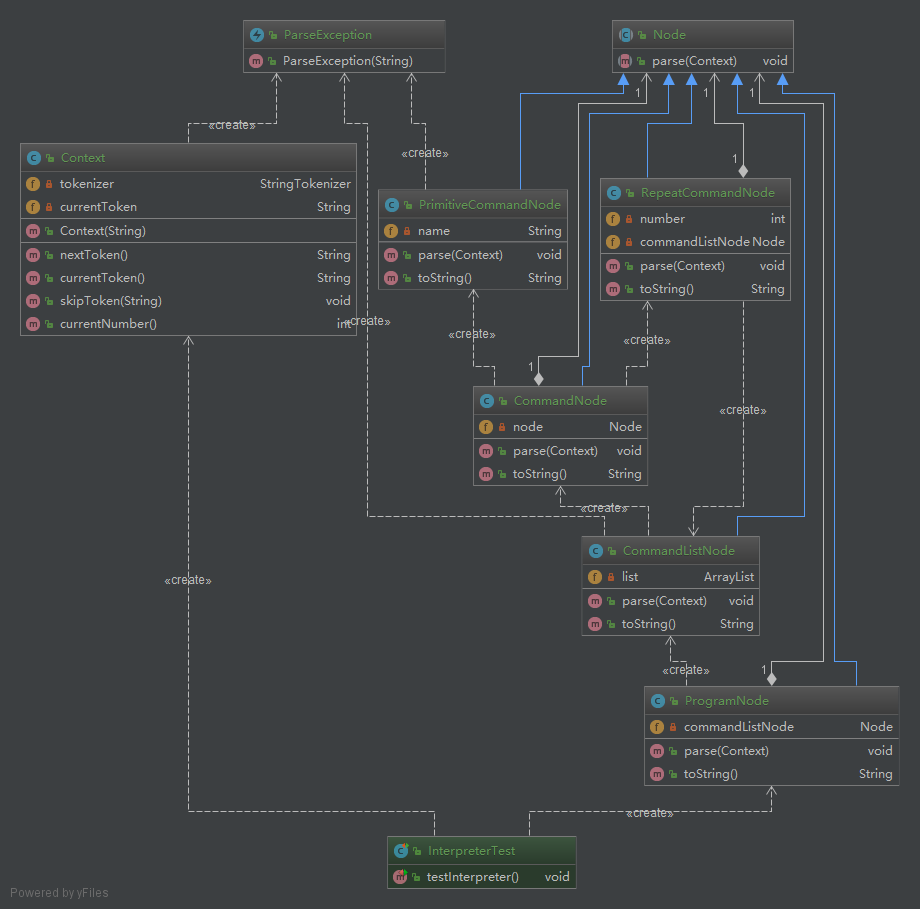 ParseException
ParseException(String)
Node
parse(Context) void
1
1
1
«create»
«create»
1
Context
tokenizer StringTokenizer
currentToken String
Context(String)
nextToken() String
currentToken() String
skipToken(String) void
currentNumber() int
PrimitiveCommandNode
name String
parse(Context) void
toString() String
RepeatCommandNode
number int
commandListNode Node
parse(Context) void
toString() String
«create»
«create»
«create»
1
CommandNode
node Node
parse(Context) void
toString() String
«create»
«create»
CommandListNode
list ArrayList
parse(Context) void
toString() String
«create»
«create»
1
ProgramNode
commandListNode Node
parse(Context) void
toString() String
«create»
InterpreterTest
testInterpreter() void
Powered by yFiles